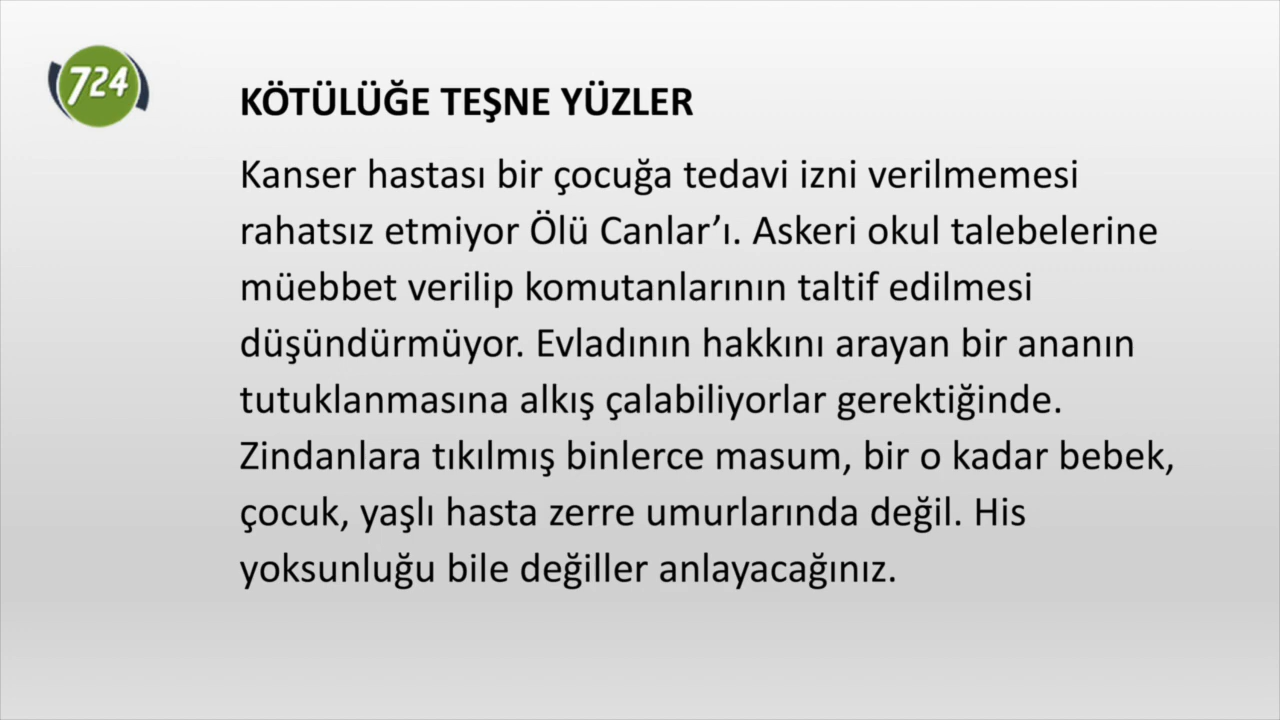 724
KÖTÜLÜĞE TEŞNE YÜZLER
Kanser hastası bir çocuğa tedavi izni verilmemesi
rahatsız etmiyor Ölü Canlar’ı. Askeri okul talebelerine
müebbet verilip komutanlarının taltif edilmesi
düşündürmüyor. Evladının hakkını arayan bir ananın
tutuklanmasına alkış çalabiliyorlar gerektiğinde.
Zindanlara tıkılmış binlerce masum, bir o kadar bebek,
çocuk, yaşlı hasta zerre umurlarında değil. His
yoksunluğu bile değiller anlayacağınız.